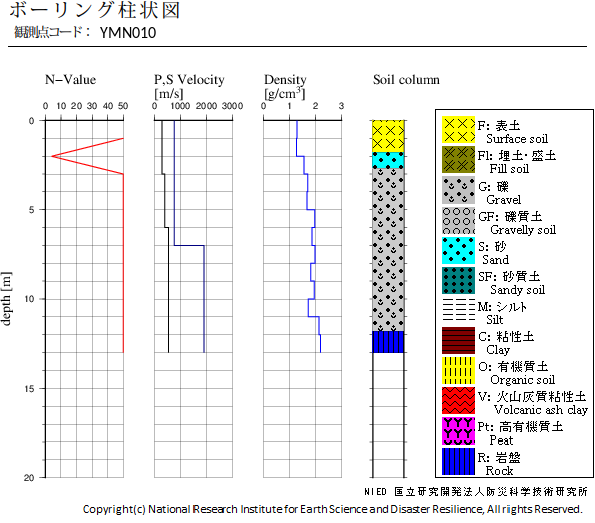 ボーリング柱状図
観測点コード： YMN010
N-Value
P,S Velocity
[m/s]
Density
[g/cm³]
Soil column
0 10 20 30 40 50
0 1000 2000 3000
0 1 2 3
depth [m]
0
5
10
15
20
F: 表土
Surface soil
Fl: 埋土・盛土
Fill soil
G: 礫
Gravel
GF: 礫質土
Gravelly soil
S: 砂
Sand
SF: 砂質土
Sandy soil
M: シルト
Silt
C: 粘性土
Clay
O: 有機質土
Organic soil
V: 火山灰質粘性土
Volcanic ash clay
Pt: 高有機質土
Peat
R: 岩盤
Rock
NIED 国立研究開発法人防災科学技術研究所
Copyright(c) National Research Institute for Earth Science and Disaster Resilience, All rights Reserved.